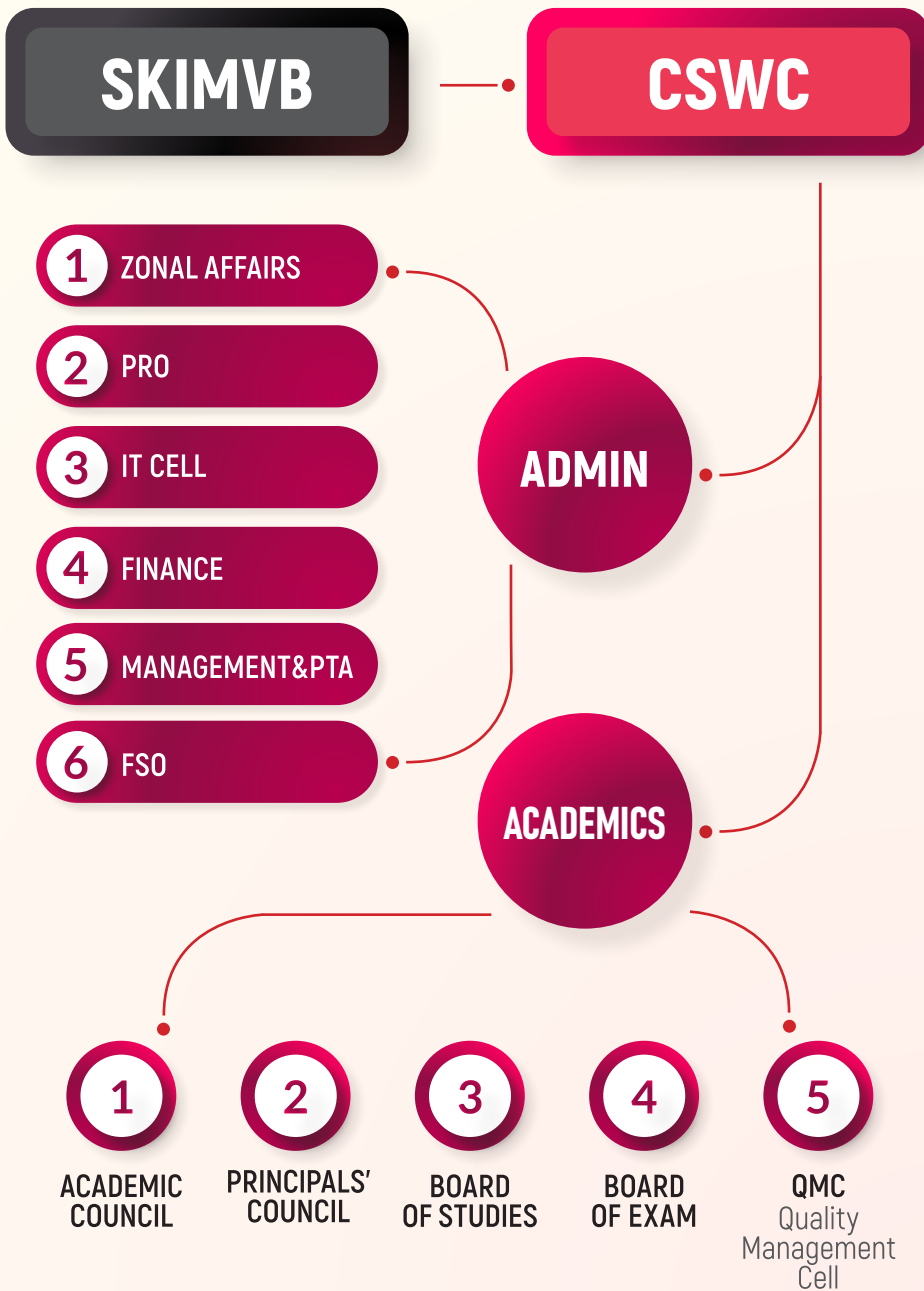 SKIMVB
CSWC
1 ZONAL AFFAIRS
2 PRO
3 IT CELL
4 FINANCE
5 MANAGEMENT&PTA
6 FSO
ADMIN
ACADEMICS
1
ACADEMIC
COUNCIL
2
PRINCIPALS'
COUNCIL
3
BOARD
OF STUDIES
4
BOARD
OF EXAM
5
QMC
Quality
Management
Cell